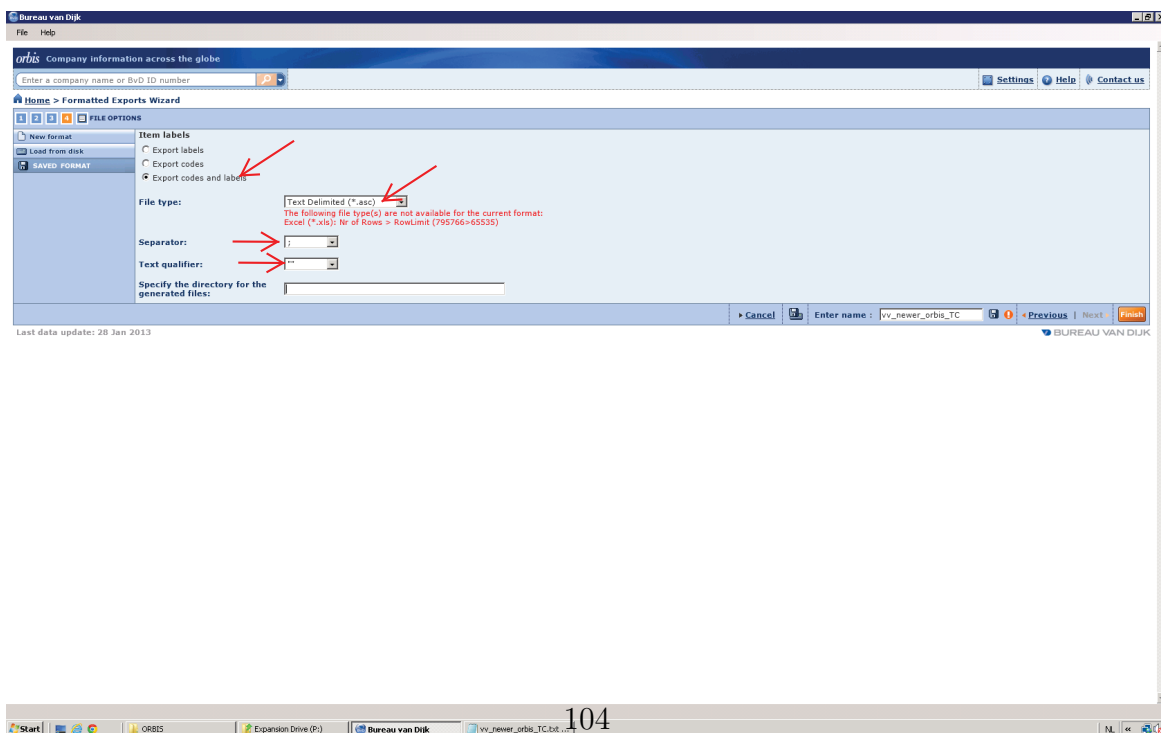 Bureau van Dijk
File Help
orbis Company information across the globe
Enter a company name or BvD ID number
Settings Help Contact us
Home > Formatted Exports Wizard
1 2 3 4 FILE OPTIONS
New format
Load from disk
SAVED FORMAT
Item labels
Export labels
Export codes
Export codes and labels
File type: Text Delimited (*.asc)
The following file type(s) are not available for the current format:
Excel (*.xls): Nr of Rows > RowLimit (795766>65535)
Separator: ;
Text qualifier: ""
Specify the directory for the
generated files:
Cancel Enter name : vv_newer_orbis_TC Previous | Next Finish
Last data update: 28 Jan 2013 BUREAU VAN DIJK
104
Start ORBIS Expansion Drive (P:) Bureau van Dijk vv_newer_orbis_TC.txt ... NL «